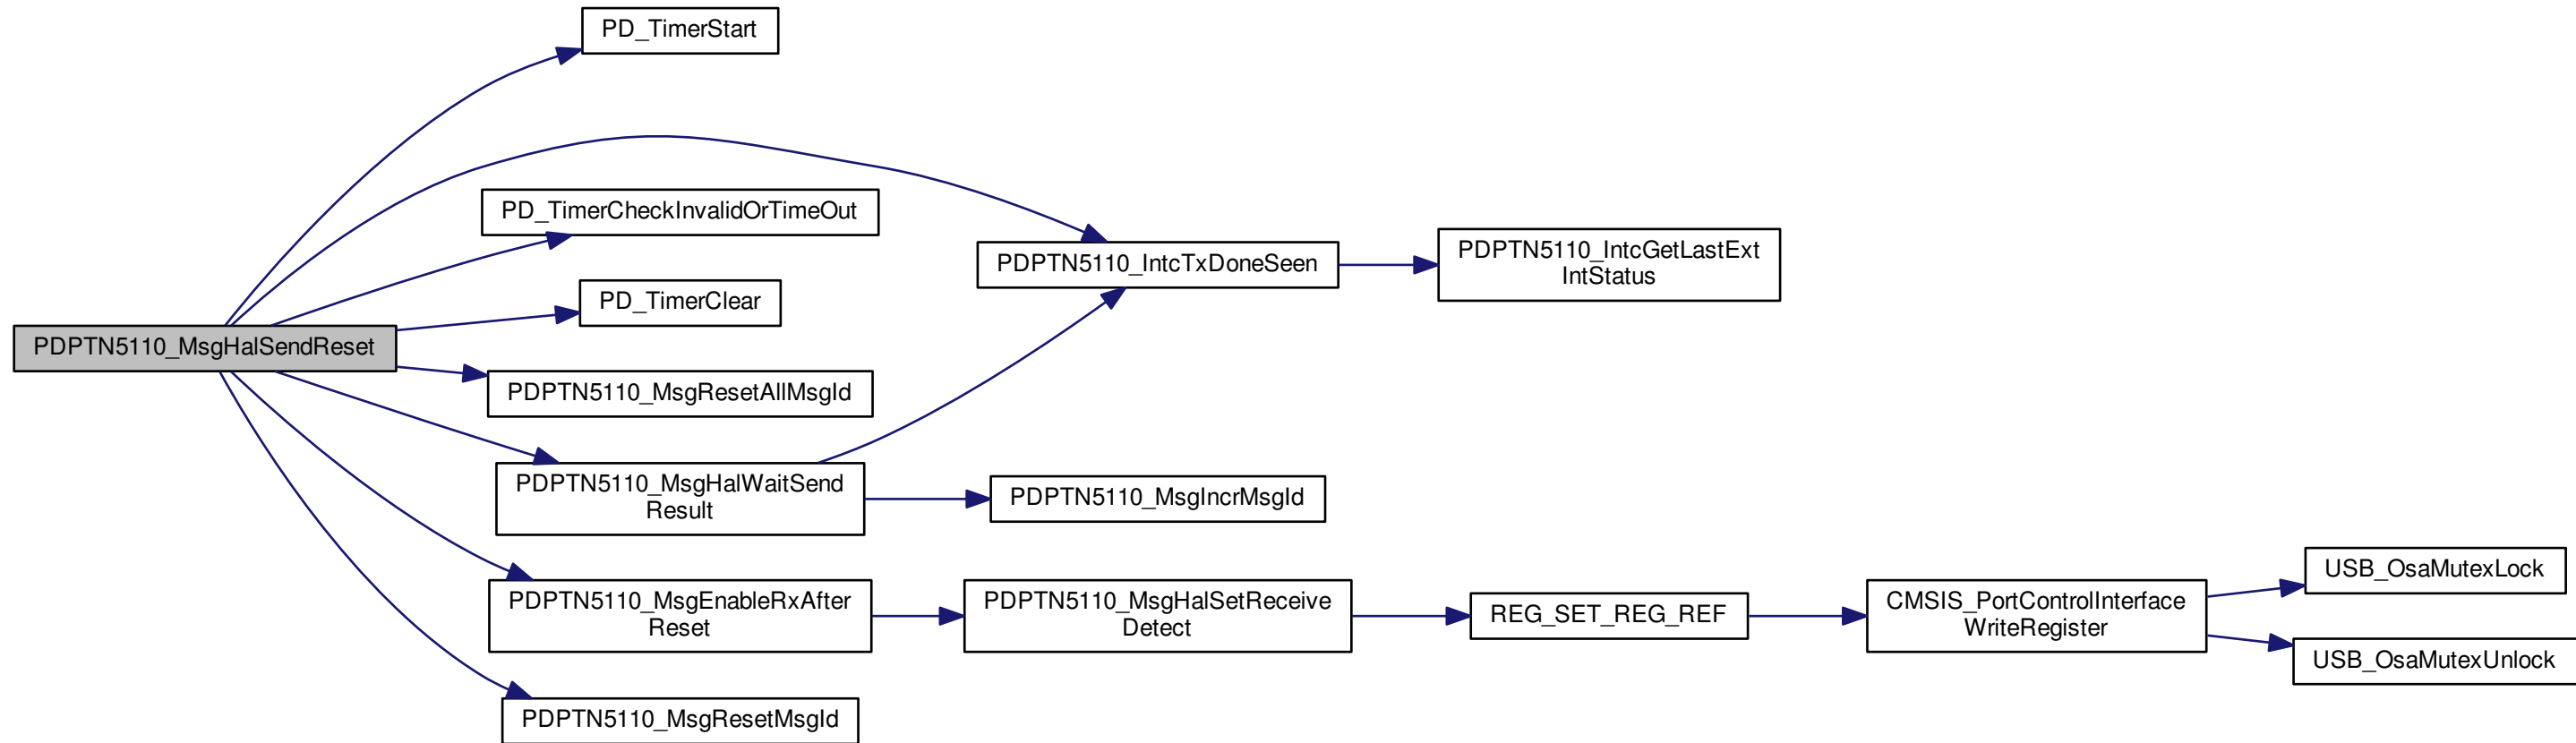 PD_TimerStart
PD_TimerCheckInvalidOrTimeOut
PDPTN5110_IntcTxDoneSeen
PDPTN5110_IntcGetLastExt
IntStatus
PD_TimerClear
PDPTN5110_MsgHalSendReset
PDPTN5110_MsgResetAllMsgId
PDPTN5110_MsgHalWaitSend
Result
PDPTN5110_MsgIncrMsgId
PDPTN5110_MsgEnableRxAfter
Reset
PDPTN5110_MsgHalSetReceive
Detect
REG_SET_REG_REF
CMSIS_PortControlInterface
WriteRegister
USB_OsaMutexLock
USB_OsaMutexUnlock
PDPTN5110_MsgResetMsgId